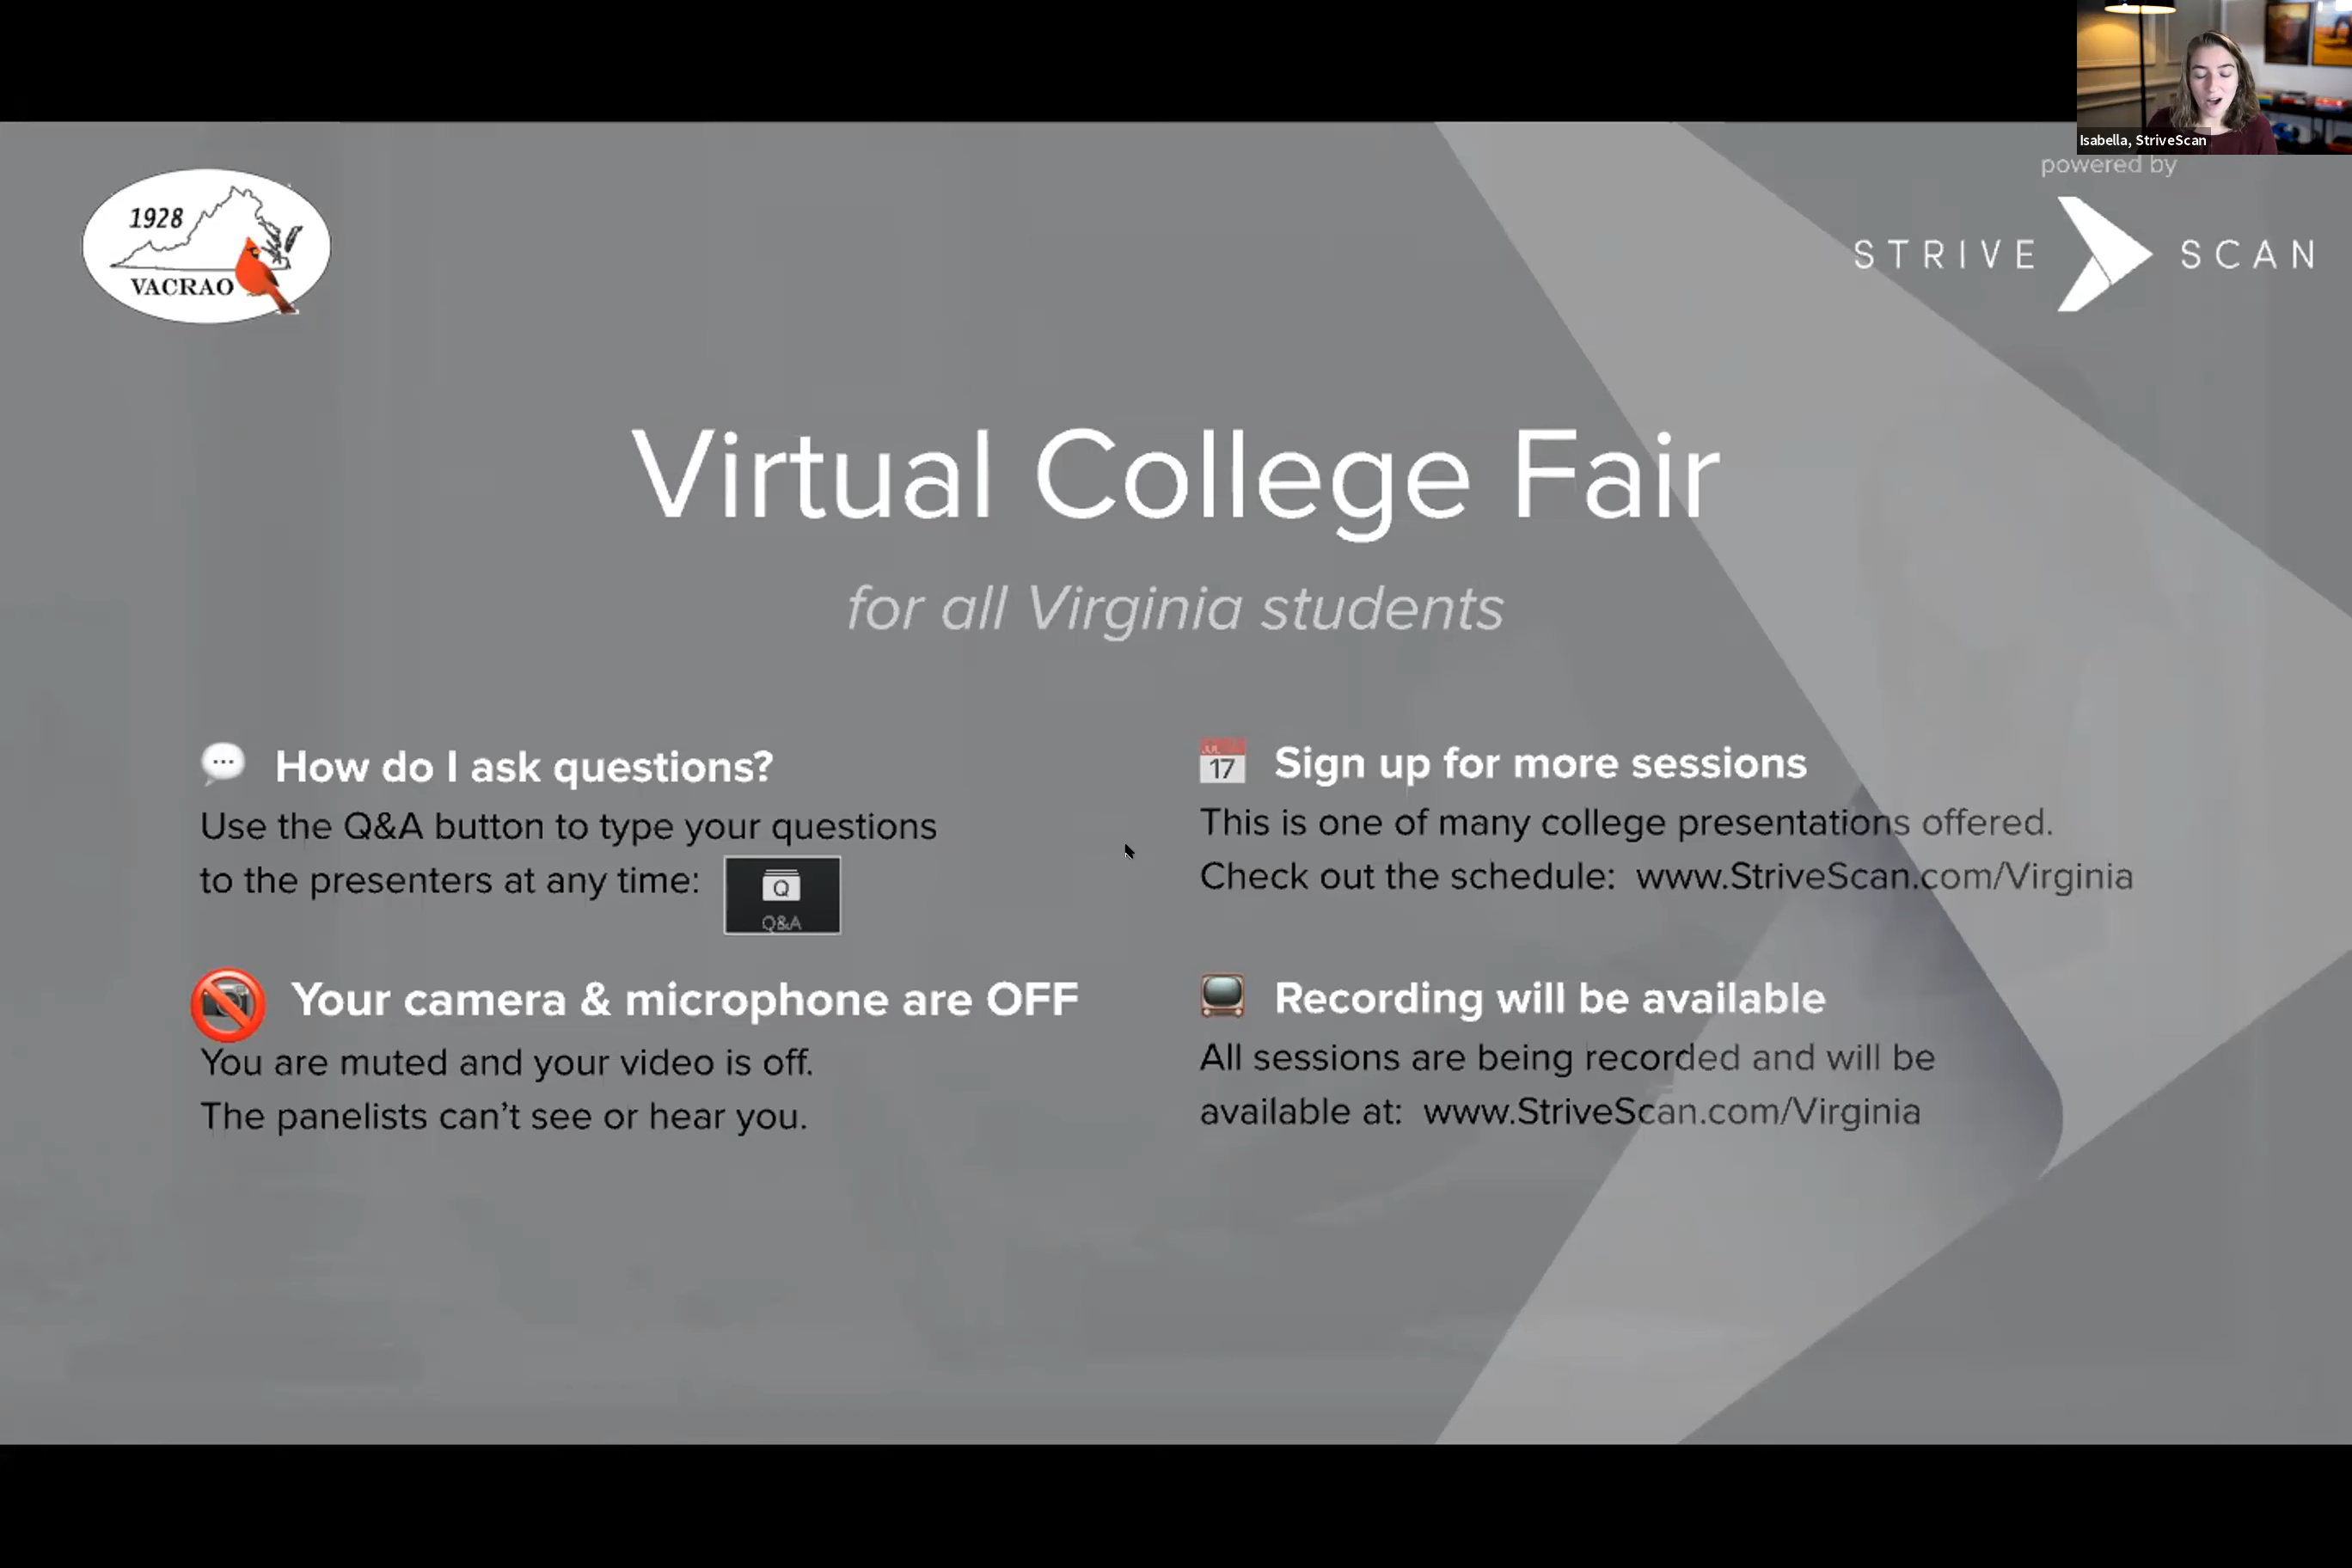 Isabella, StriveScan
powered by
1928
VACRAO
STRIVE SCAN
Virtual College Fair
for all Virginia students
How do I ask questions?
Use the Q&A button to type your questions
to the presenters at any time:
Q
Q&A
Your camera & microphone are OFF
You are muted and your video is off.
The panelists can’t see or hear you.
JUL
17
Sign up for more sessions
This is one of many college presentations offered.
Check out the schedule: www.StriveScan.com/Virginia
Recording will be available
All sessions are being recorded and will be
available at: www.StriveScan.com/Virginia